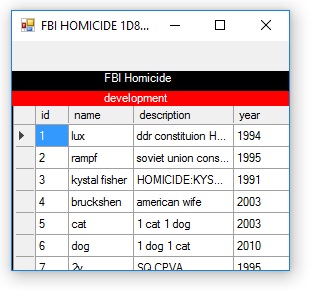 FBI HOMICIDE 1D8...
FBI Homicide
development
id name description year
1 lux ddr constituion H... 1994
2 rampf soviet union cons... 1995
3 kystal fisher HOMICIDE:KYS... 1991
4 bruckshen american wife 2003
5 cat 1 cat 1 dog 2003
6 dog 1 dog 1 cat 2010
7 2y SQ CPVA 1995